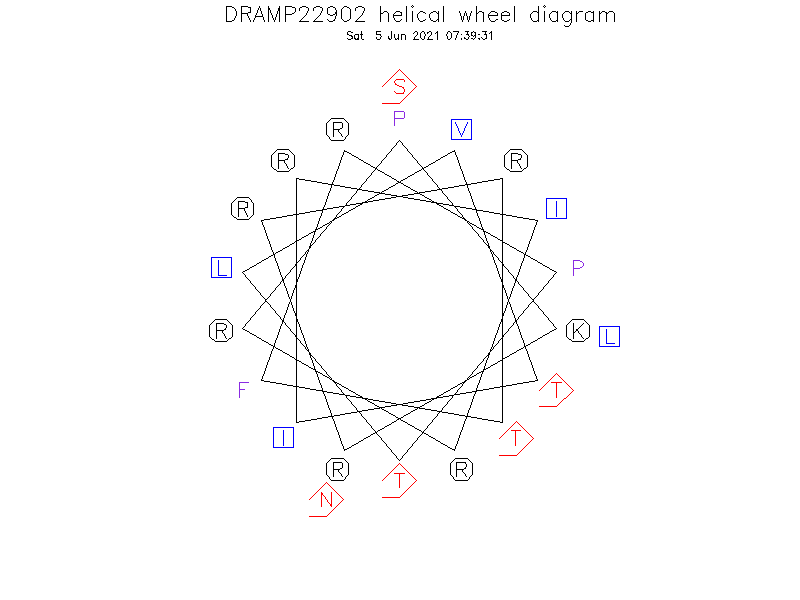 DRAMP22902 helical wheel diagram
Sat 5 Jun 2021 07:39:31
S
P
R V
R R
R I
L P
R K L
F T
I T
R T R
N